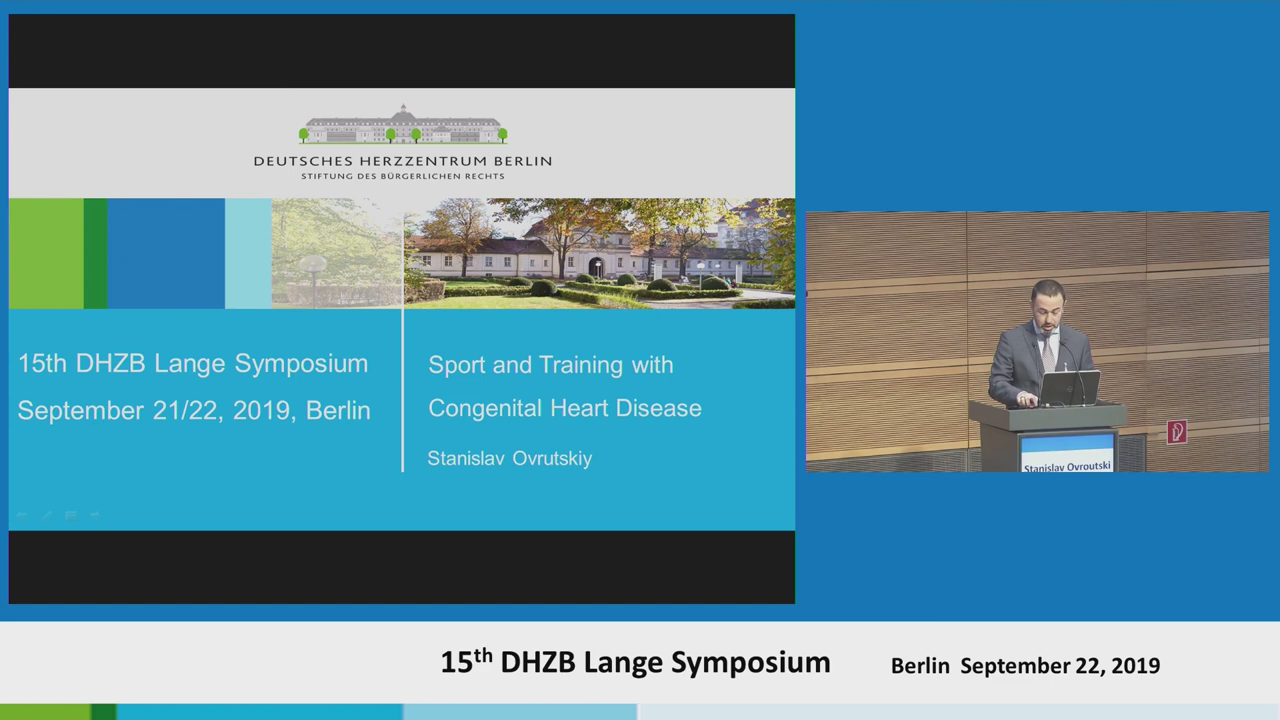 DEUTSCHES HERZZENTRUM BERLIN
STIFTUNG DES BÜRGERLICHEN RECHTS
15th DHZB Lange Symposium
September 21/22, 2019, Berlin
Sport and Training with
Congenital Heart Disease
Stanislav Ovrutskiy
Stanislav Ovroutski
15th DHZB Lange Symposium
Berlin September 22, 2019